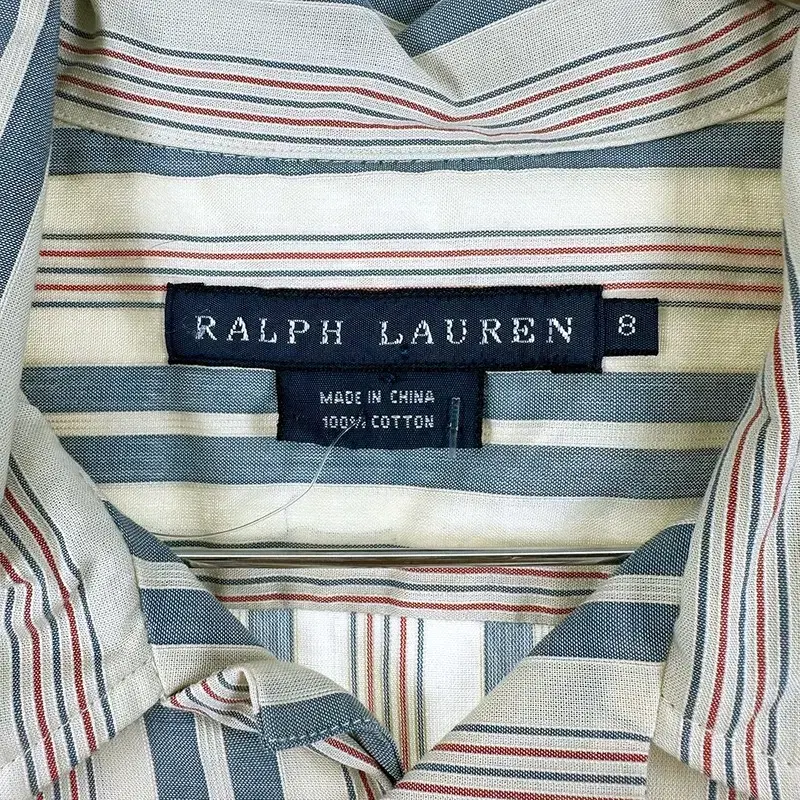 RALPH LAUREN 8
MADE IN CHINA
100% COTTON